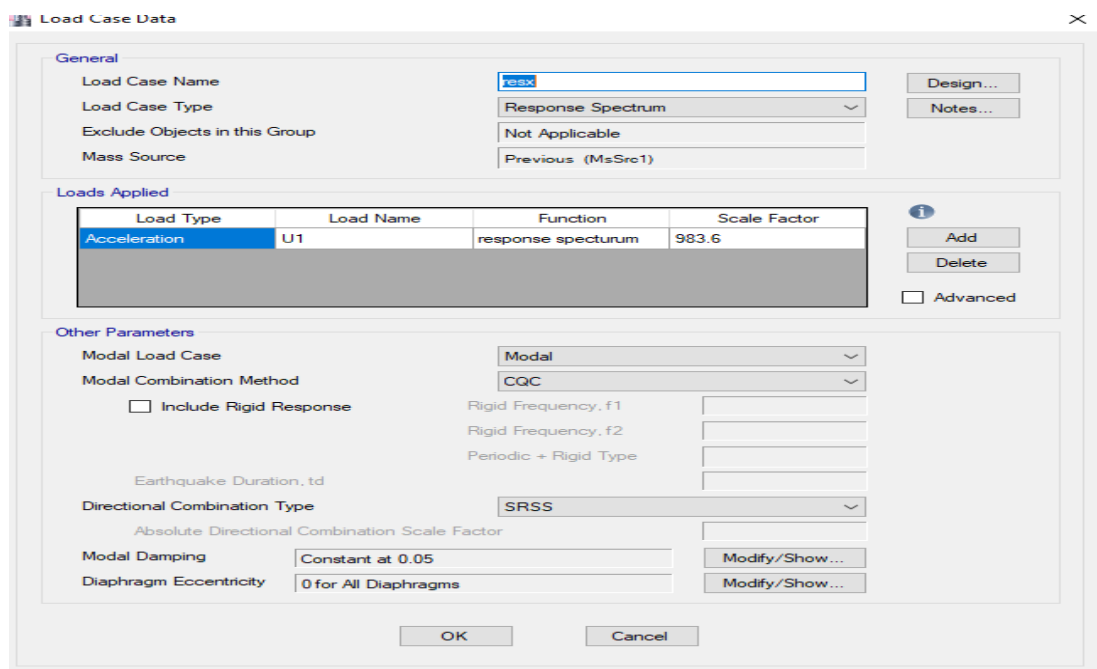 Load Case Data
General
Load Case Name resx Design...
Load Case Type Response Spectrum Notes...
Exclude Objects in this Group Not Applicable
Mass Source Previous (MsSrc1)
Loads Applied
Load Type Load Name Function Scale Factor
Acceleration U1 response specturum 983.6 Add
Delete
Advanced
Other Parameters
Modal Load Case Modal
Modal Combination Method CQC
Include Rigid Response Rigid Frequency, f1
Rigid Frequency, f2
Periodic + Rigid Type
Earthquake Duration, td
Directional Combination Type SRSS
Absolute Directional Combination Scale Factor
Modal Damping Constant at 0.05 Modify/Show...
Diaphragm Eccentricity 0 for All Diaphragms Modify/Show...
OK Cancel